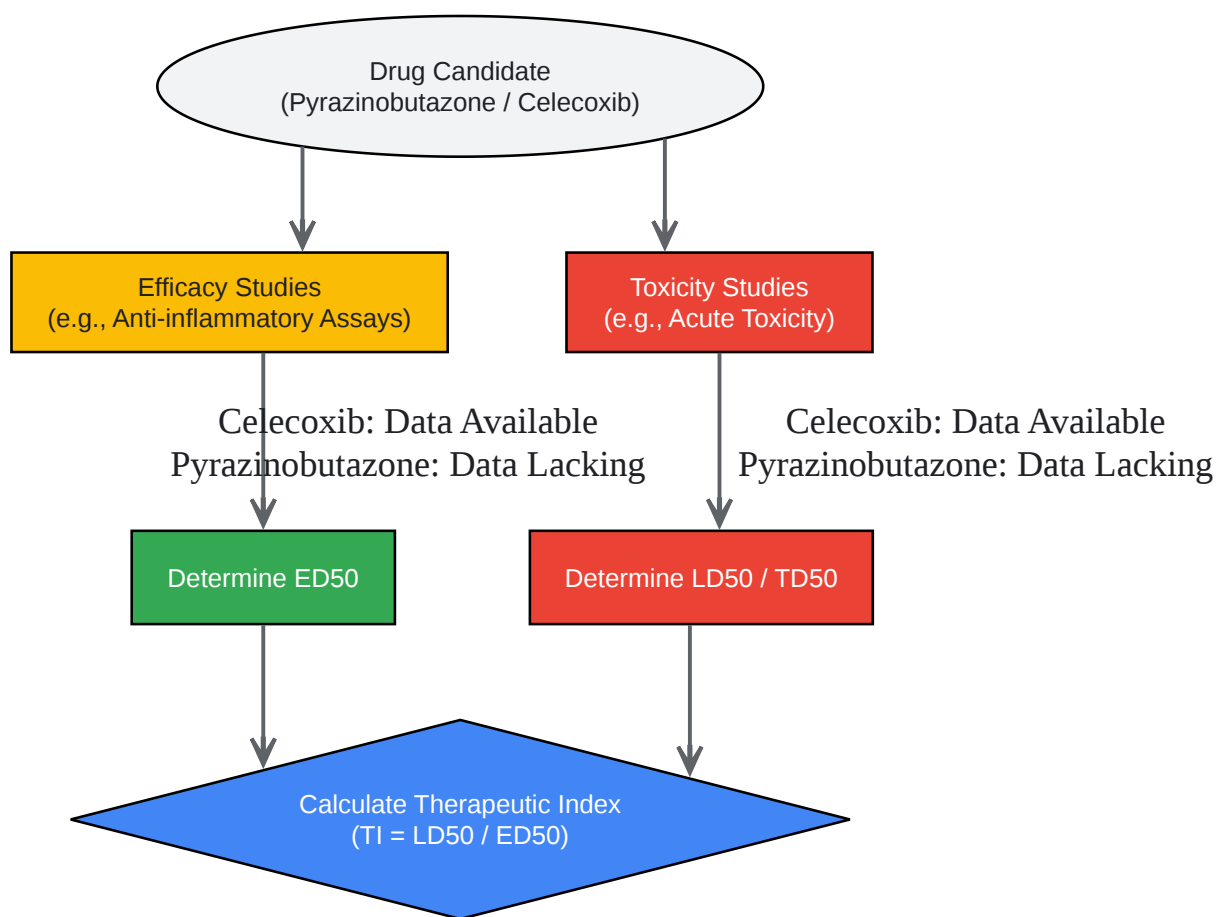 Drug Candidate
(Pyrazinobutazone / Celecoxib)
Efficacy Studies
(e.g., Anti-inflammatory Assays)
Toxicity Studies
(e.g., Acute Toxicity)
Celecoxib: Data Available
Pyrazinobutazone: Data Lacking
Celecoxib: Data Available
Pyrazinobutazone: Data Lacking
Determine ED50
Determine LD50 / TD50
Calculate Therapeutic Index
(TI = LD50 / ED50)